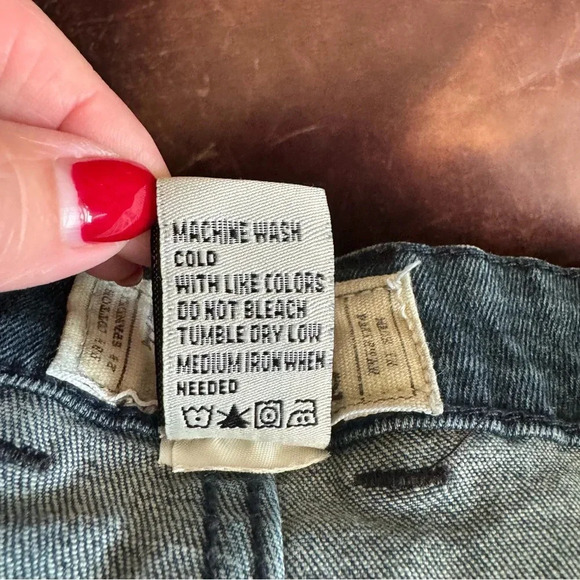 MACHINE WASH
COLD
WITH LIKE COLORS
DO NOT BLEACH
TUMBLE DRY LOW
MEDIUM IRON WHEN
NEEDED